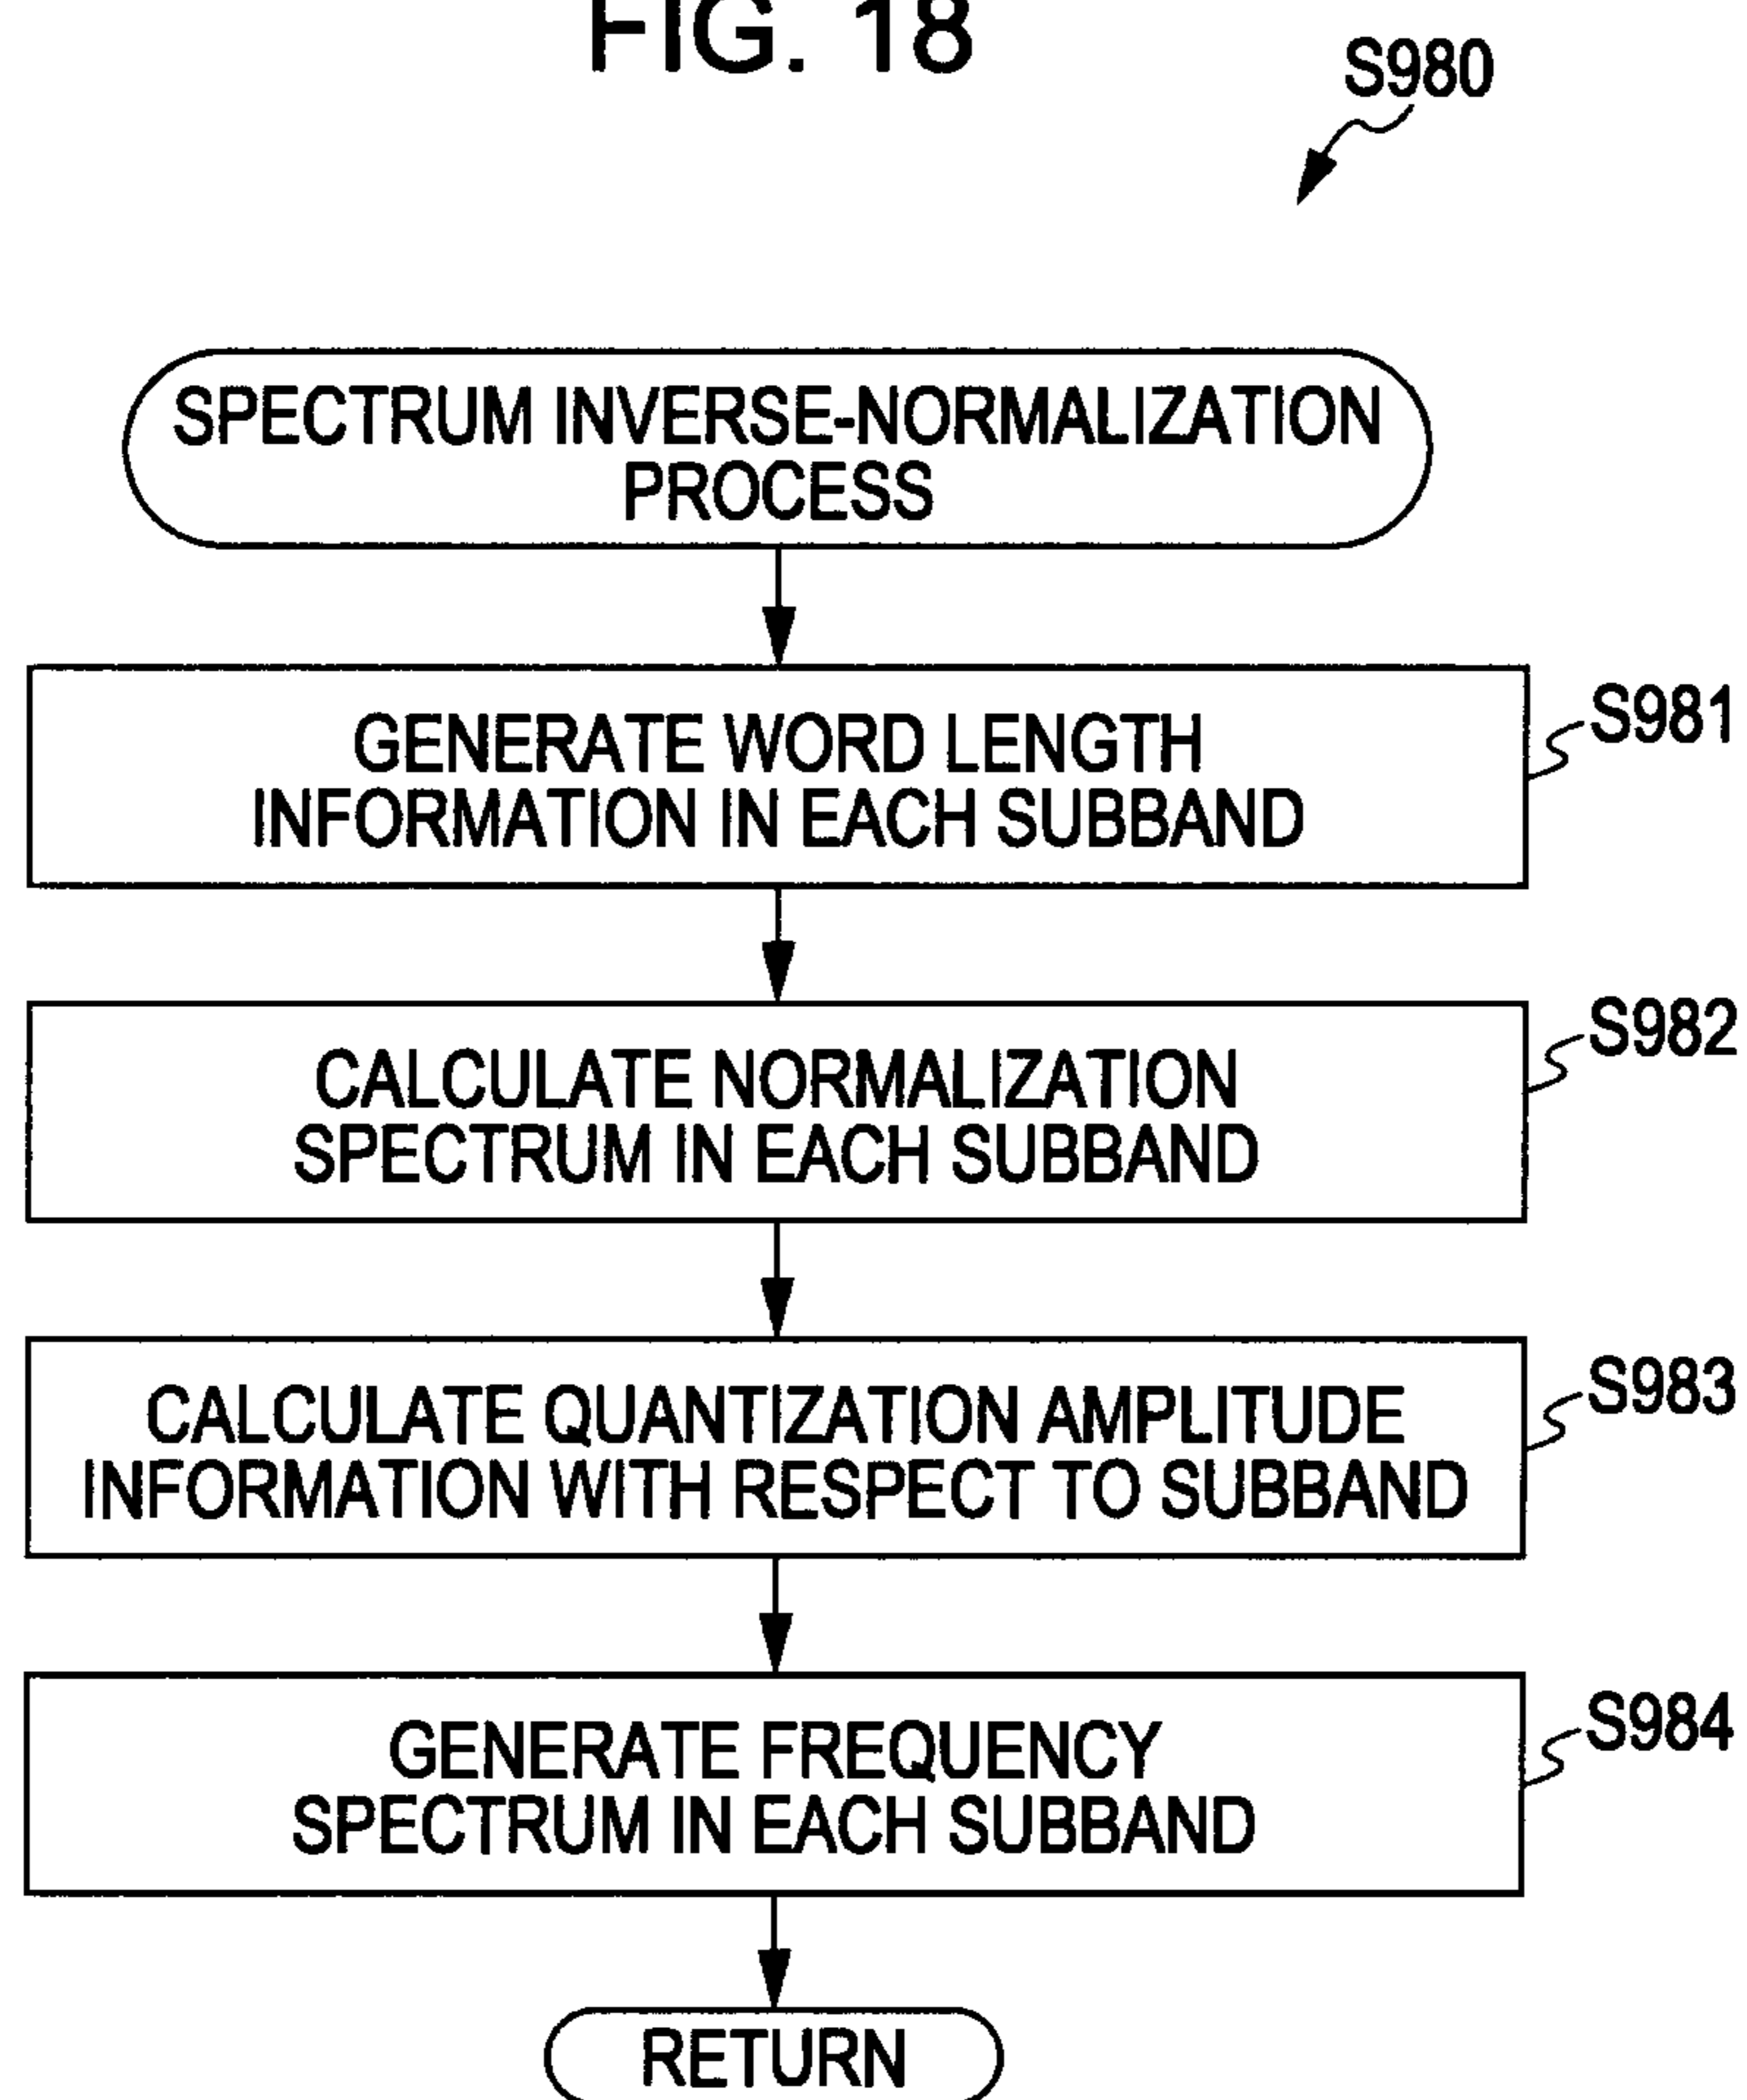 FIG. 18
S980
SPECTRUM INVERSE-NORMALIZATION
PROCESS
GENERATE WORD LENGTH
INFORMATION IN EACH SUBBAND
S981
CALCULATE NORMALIZATION
SPECTRUM IN EACH SUBBAND
S982
CALCULATE QUANTIZATION AMPLITUDE
INFORMATION WITH RESPECT TO SUBBAND
S983
GENERATE FREQUENCY
SPECTRUM IN EACH SUBBAND
S984
RETURN